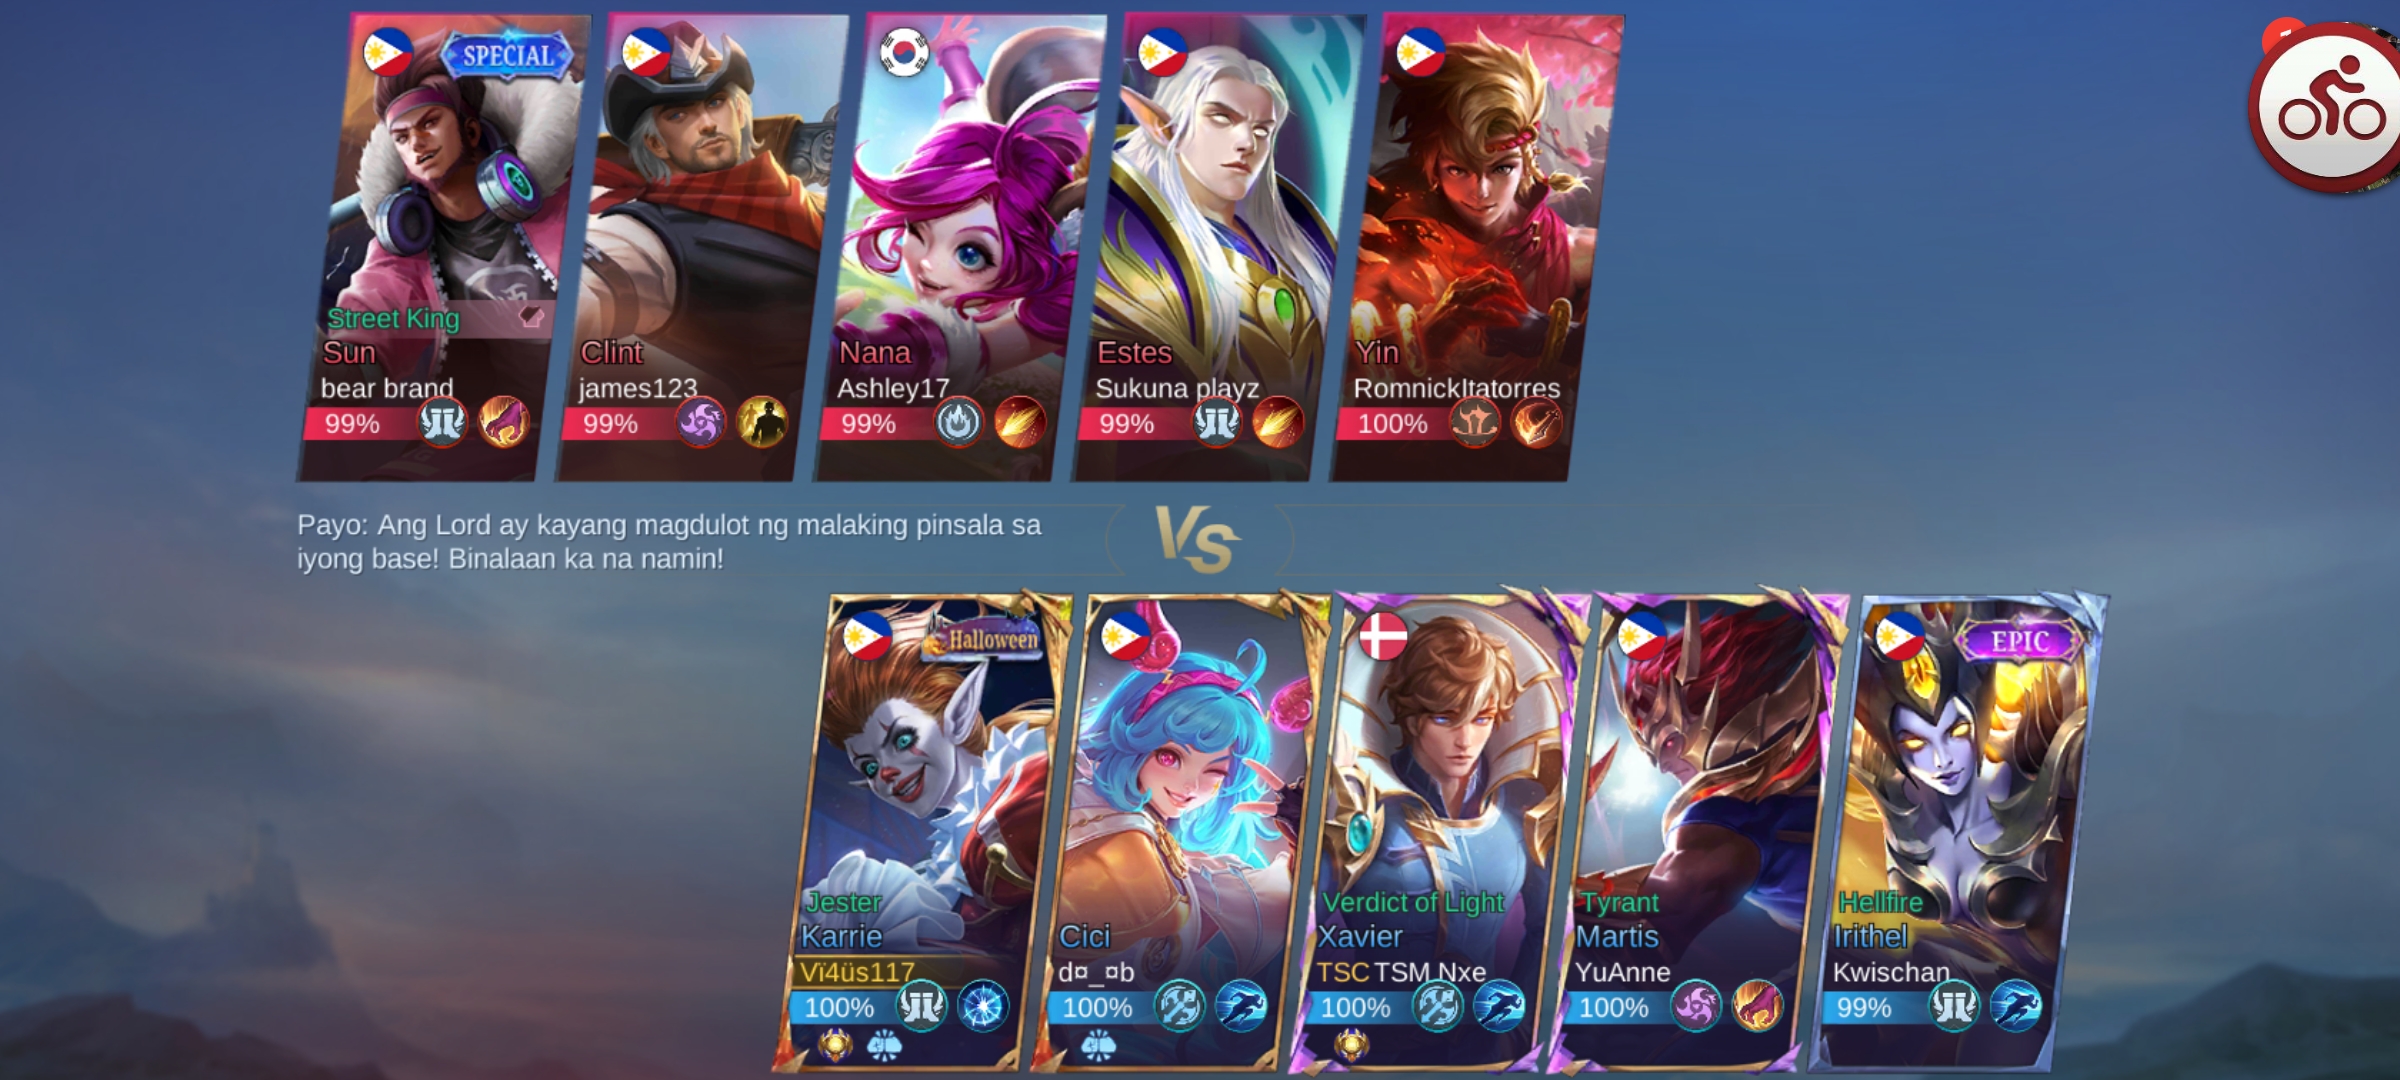 SPECIAL
Street King
Sun
bear brand
99%
Clint
james123
99%
Nana
Ashley17
99%
Estes
Sukuna playz
99%
Yin
RomnickItatorres
100%
Payo: Ang Lord ay kayang magdulot ng malaking pinsala sa
iyong base! Binalaan ka na namin!
VS
Halloween
Jester
Karrie
Vï4üs117
100%
Cici
d¤_¤b
100%
Verdict of Light
Xavier
TSC TSM Nxe
100%
Tyrant
Martis
YuAnne
100%
EPIC
Hellfire
Irithel
Kwischan
99%